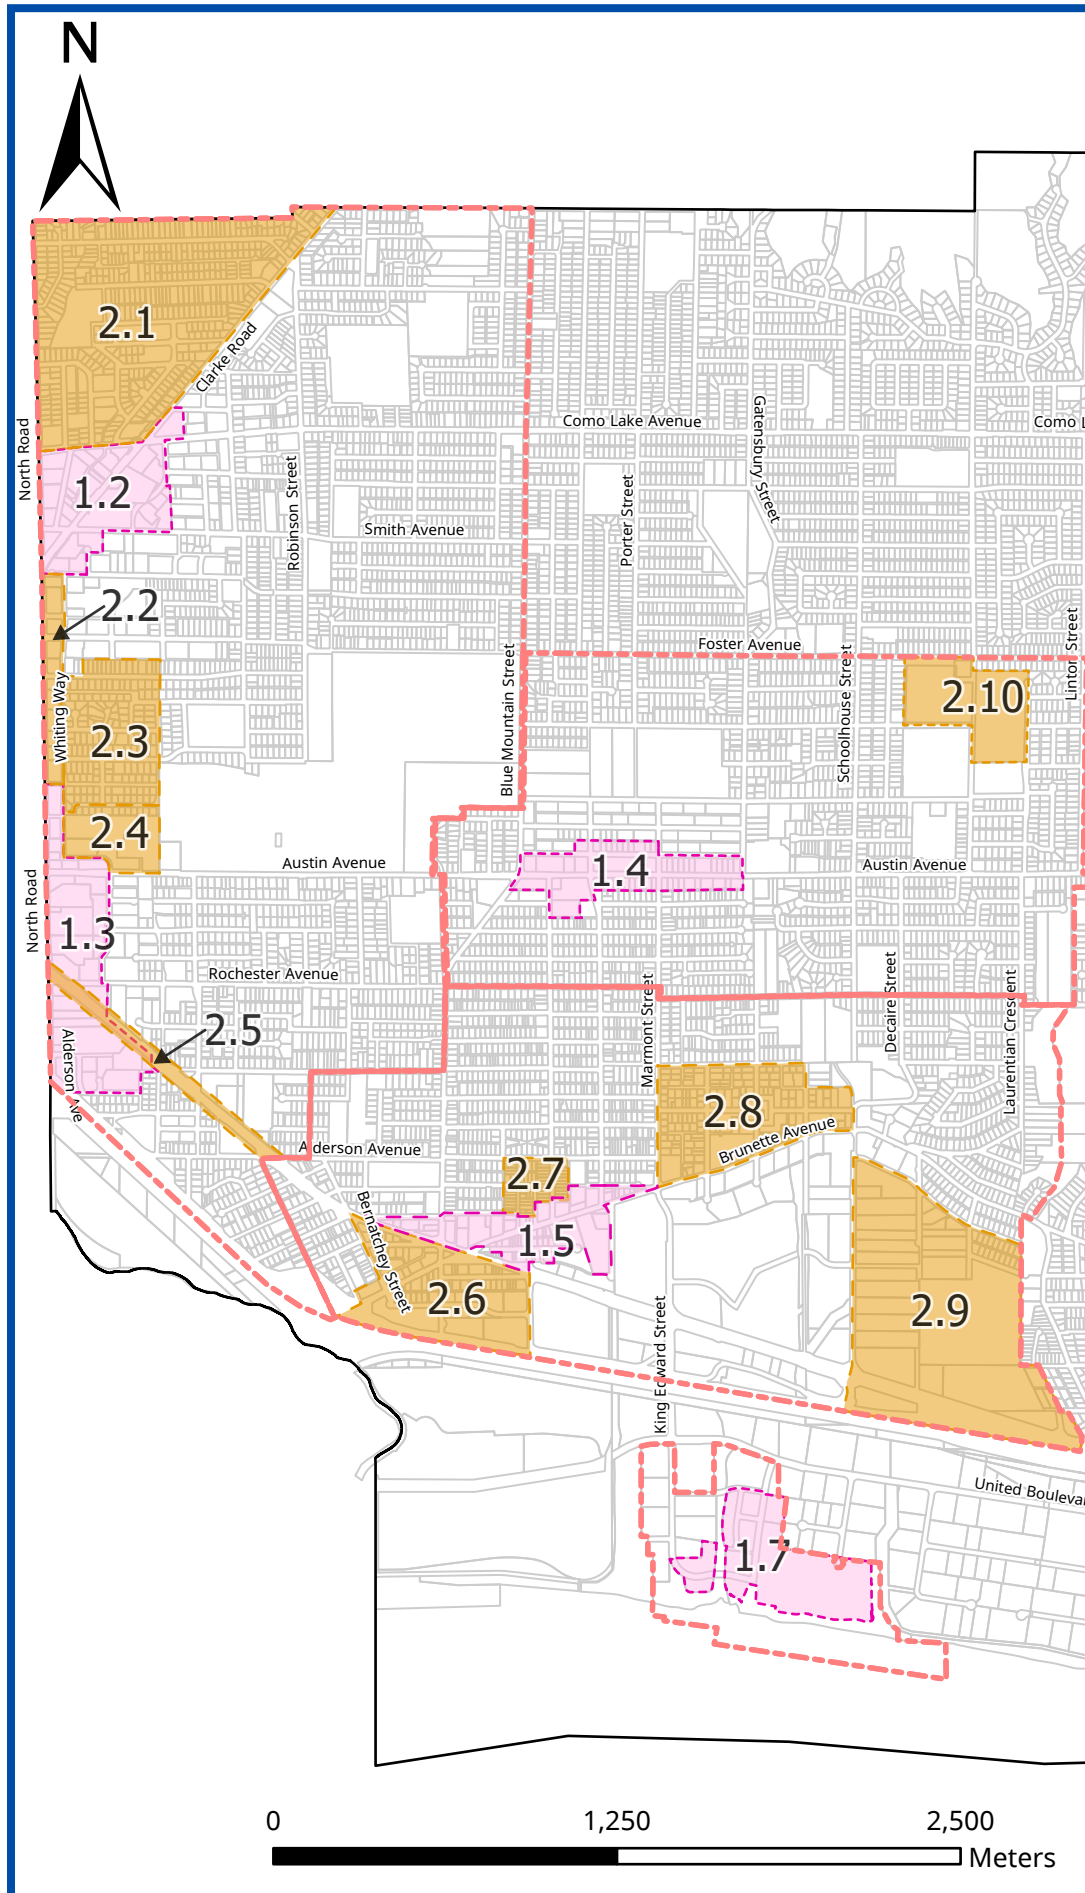 N
2.1
Clarke Road
Como Lake Avenue
Como L
Gatensbury Street
North Road
1.2
Robinson Street
Porter Street
Smith Avenue
2.2
Foster Avenue
Linton Street
Blue Mountain Street
Schoolhouse Street
2.10
Whiting Way
2.3
2.4
Austin Avenue
1.4
Austin Avenue
North Road
1.3
Rochester Avenue
Marmont Street
Decaire Street
Laurentian Crescent
2.5
Alderson Ave
2.8
Brunette Avenue
Alderson Avenue
2.7
Bernatchey Street
1.5
2.6
2.9
King Edward Street
United Boulevar
1.7
0
1,250
2,500
Meters